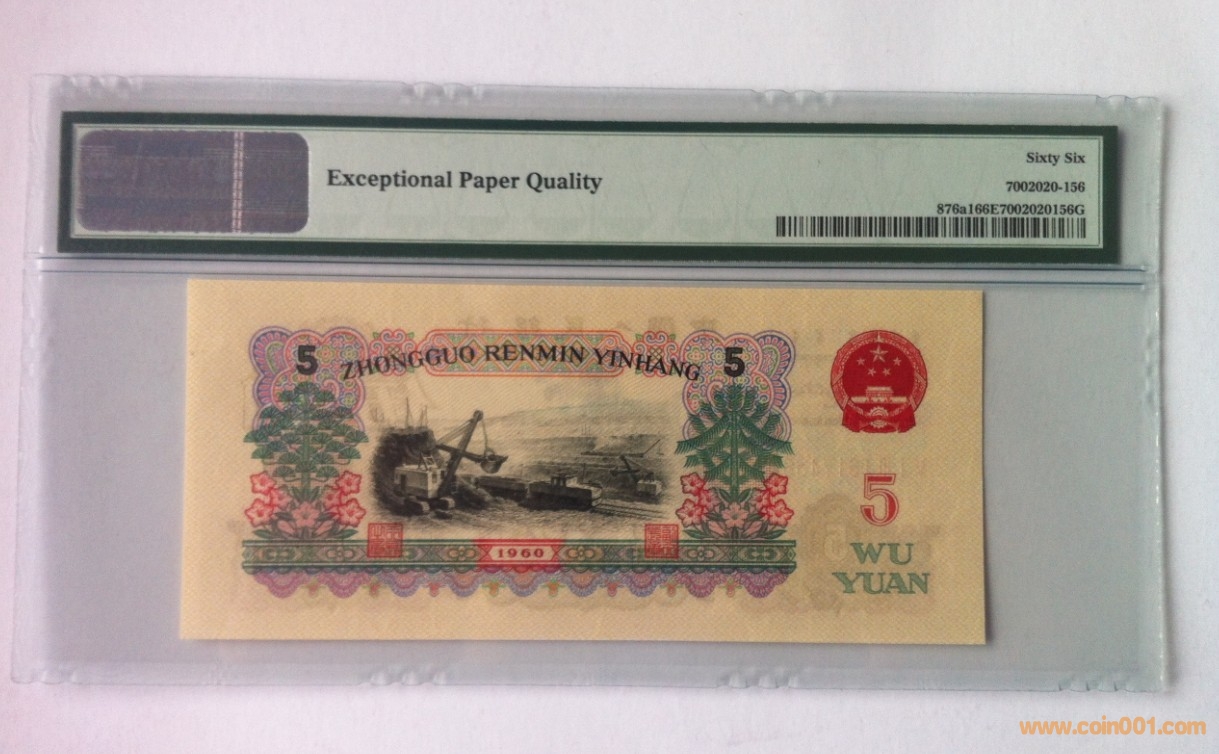 Sixty Six
Exceptional Paper Quality
7002020-156
876a166E7002020156G
5 ZHONGGUO RENMIN YINHANG 5
5
1960
WU
YUAN
www.coin001.com